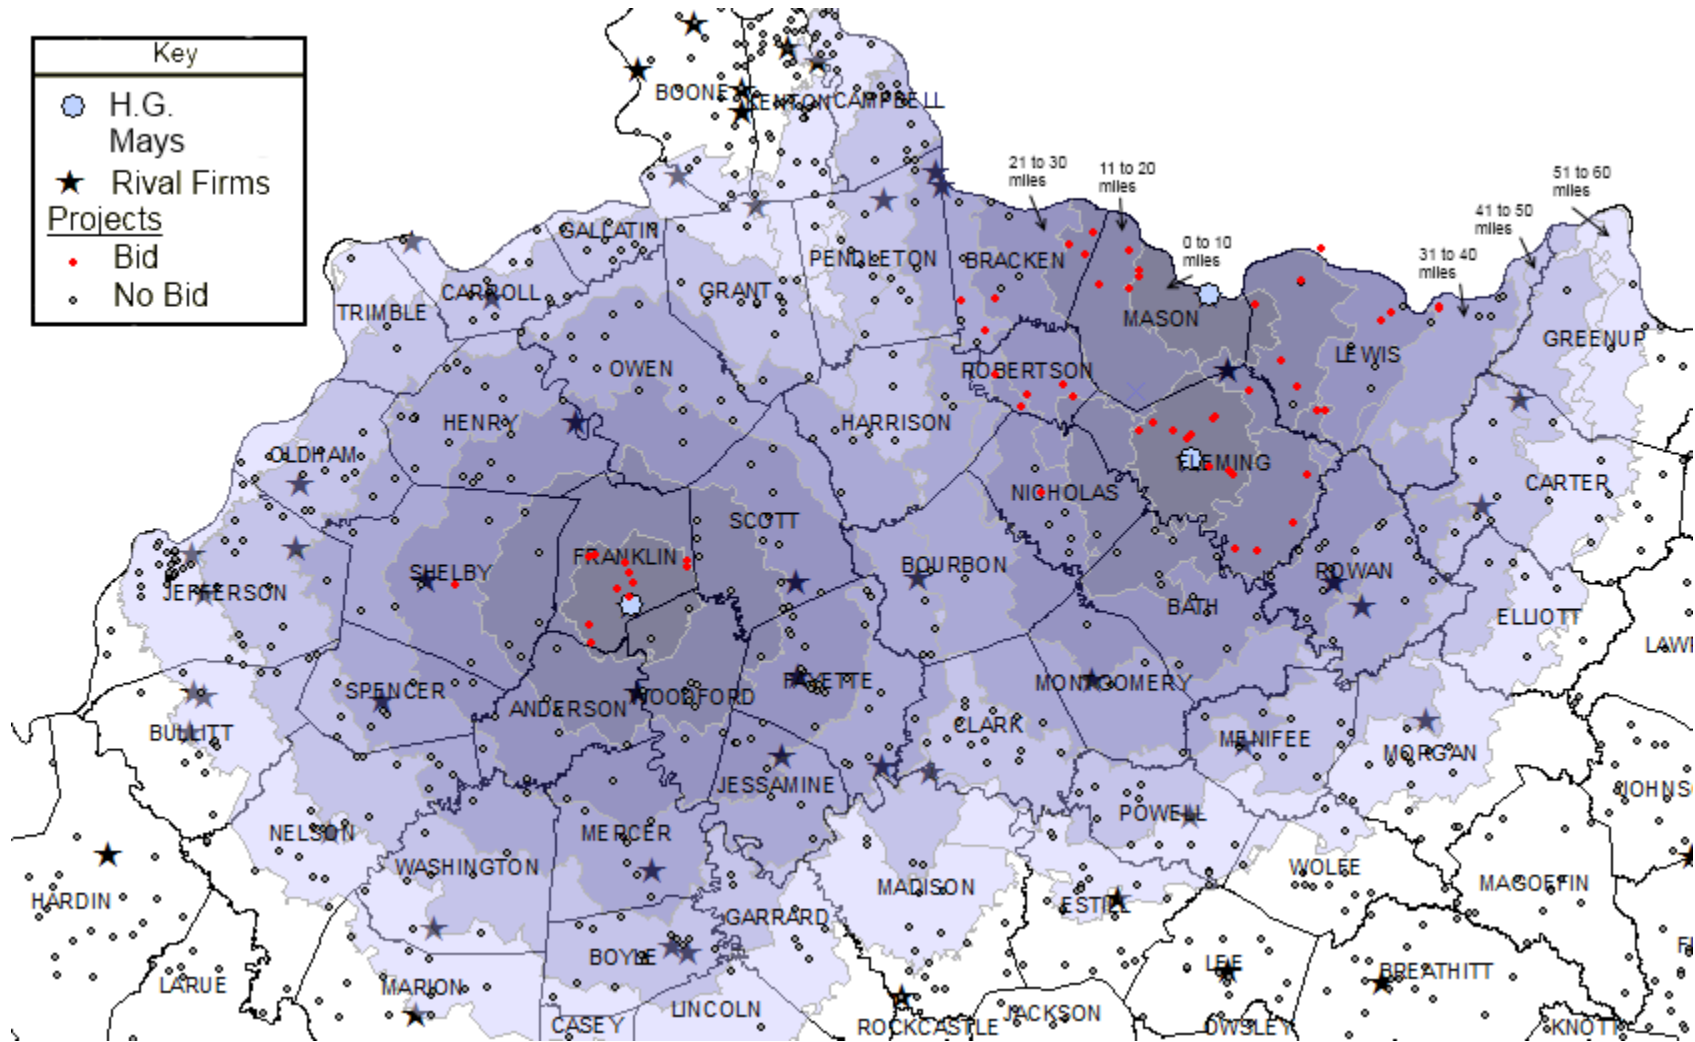 Key
H.G.
Mays
Rival Firms
Projects
Bid
No Bid
BOONE
KENTON
CAMPBELL
21 to 30
miles
11 to 20
miles
51 to 60
miles
41 to 50
miles
0 to 10
miles
31 to 40
miles
GALLATIN
PENDLETON
BRACKEN
CARROLL
GRANT
TRIMBLE
MASON
GREENUP
LEWIS
OWEN
ROBERTSON
HENRY
HARRISON
OLDHAM
FLEMING
CARTER
NICHOLAS
SCOTT
FRANKLIN
SHELBY
BOURBON
ROWAN
JEFFERSON
BATH
ELLIOTT
LAWR
SPENCER
FAYETTE
MONTGOMERY
WOODFORD
ANDERSON
CLARK
BULLITT
MENIFEE
MORGAN
JESSAMINE
JOHNS
POWELL
NELSON
MERCER
WASHINGTON
WOLFE
MADISON
MAGOFFIN
HARDIN
ESTILL
GARRARD
BOYLE
LEE
BREATHITT
LARUE
MARION
LINCOLN
JACKSON
CASEY
ROCKCASTLE
OWSLEY
KNOTT